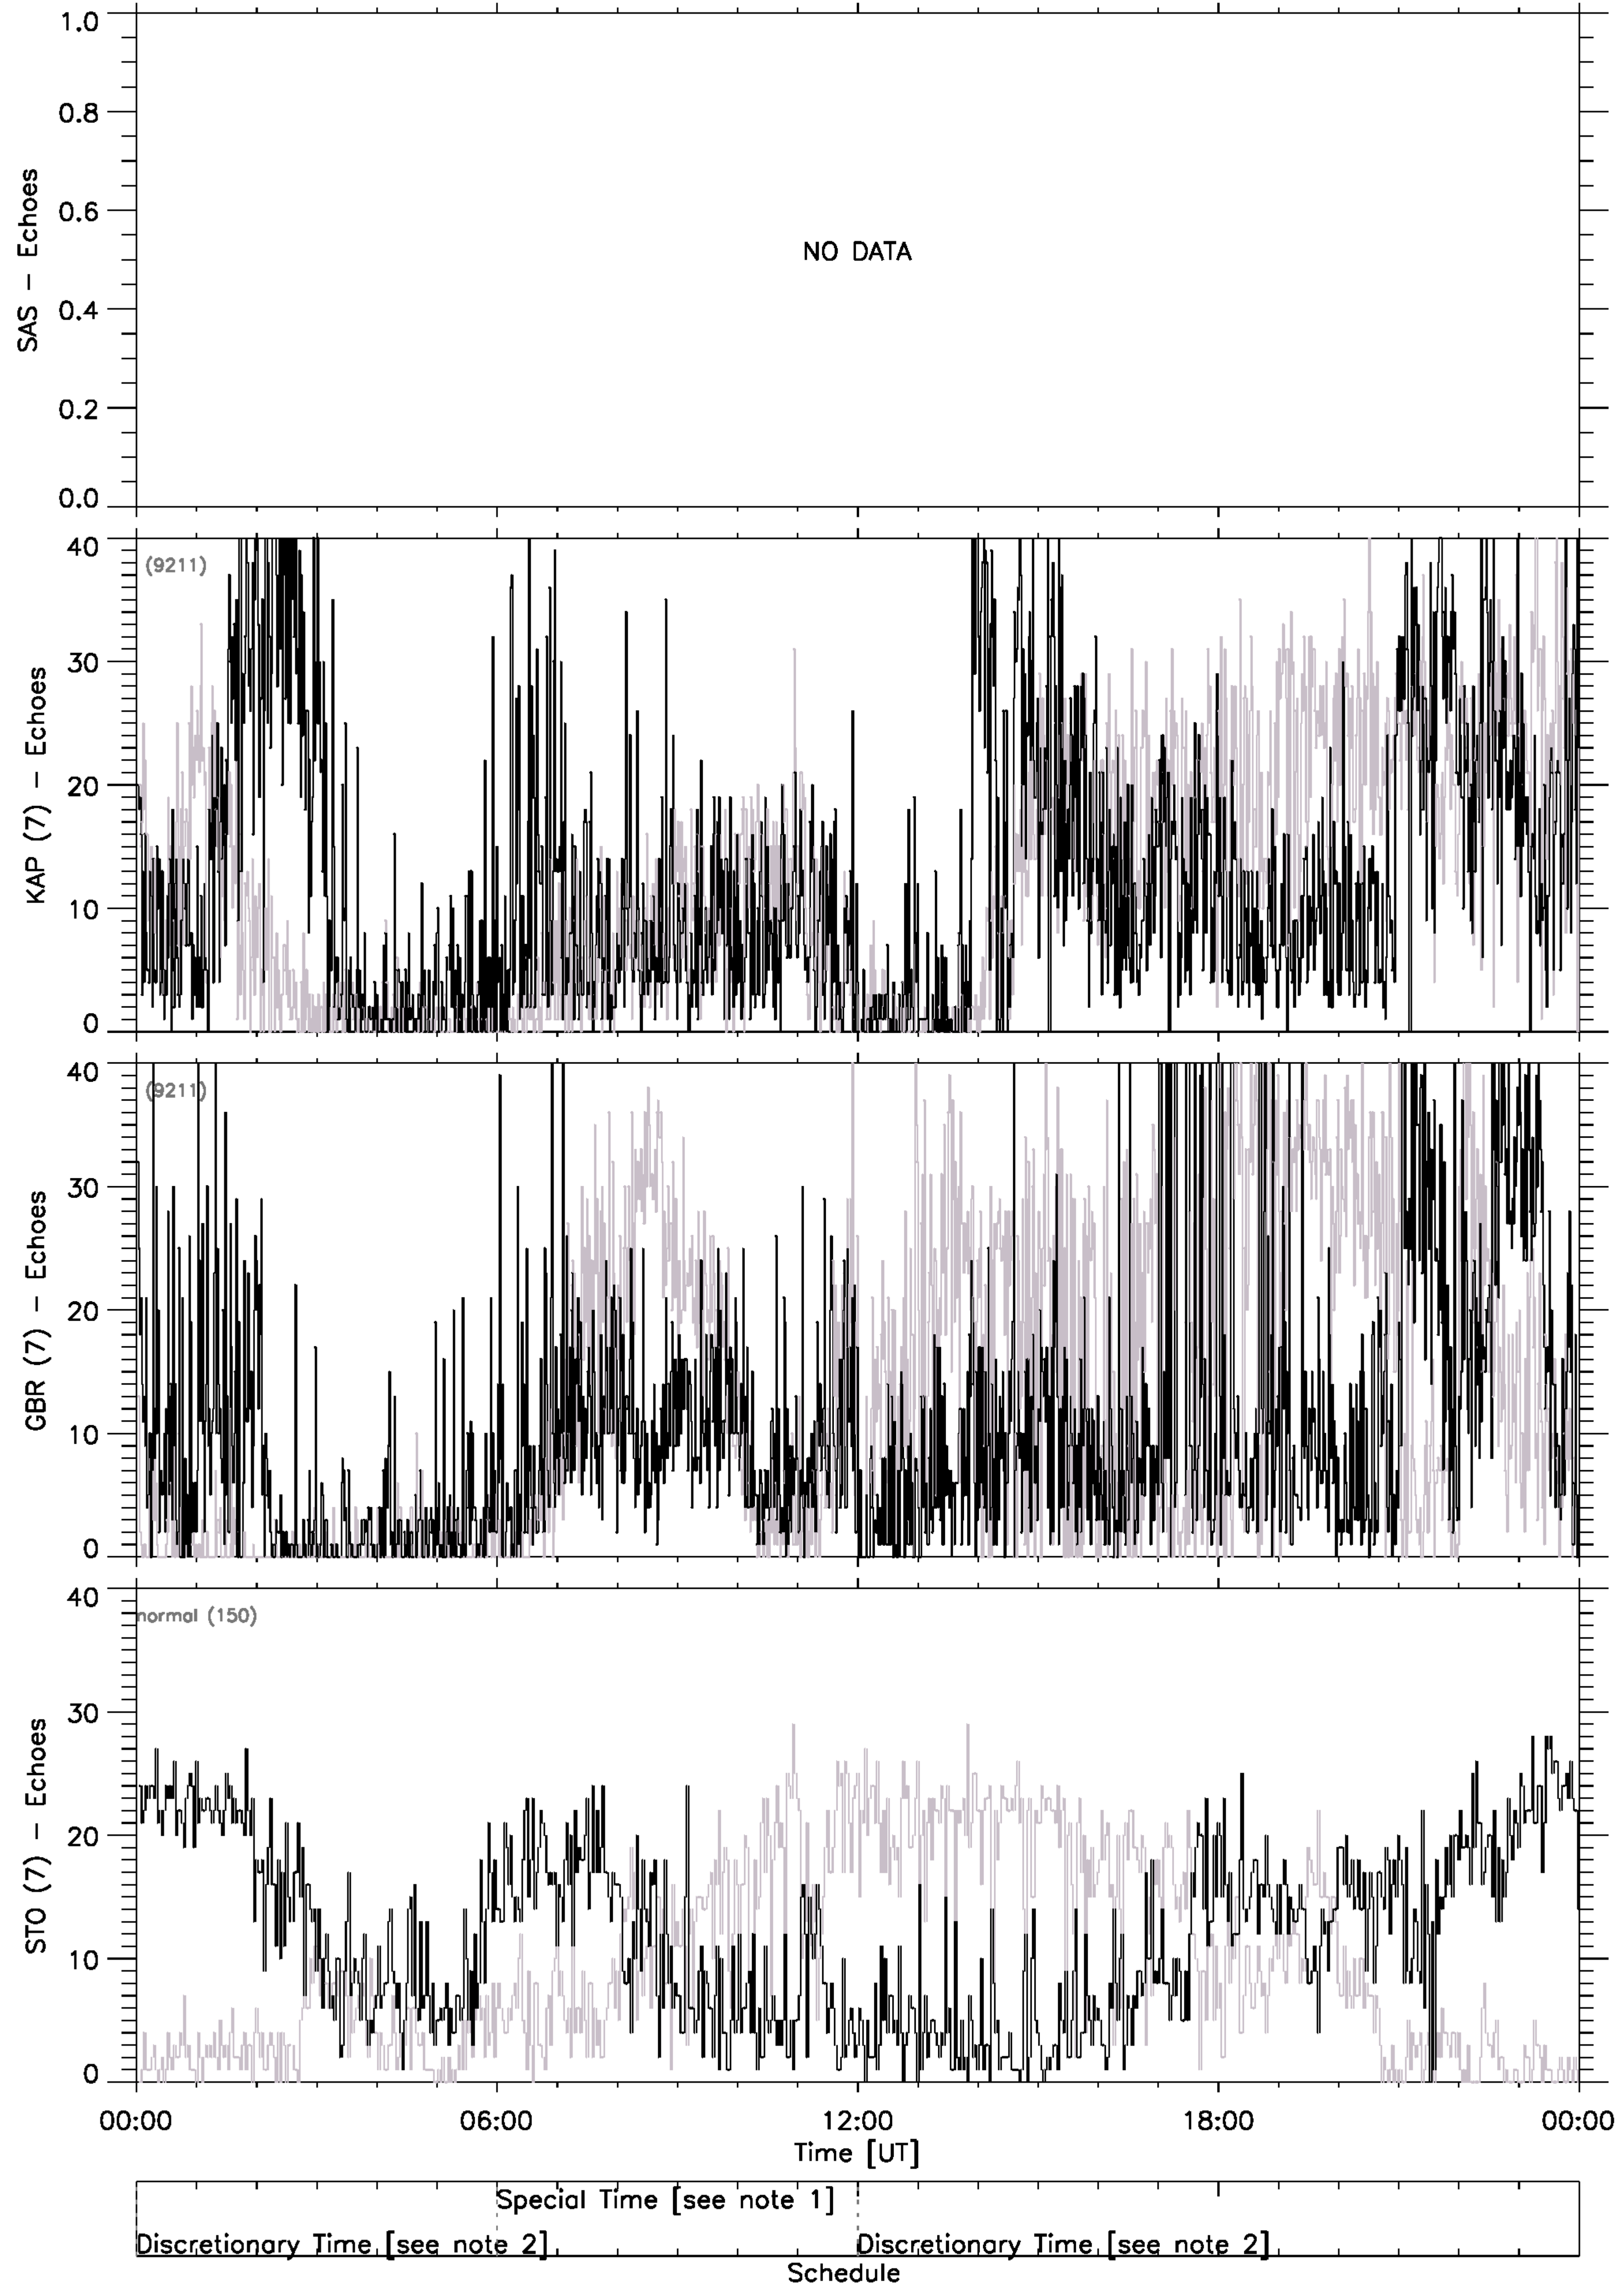 SAS – Echoes
1.0
0.8
0.6
0.4
0.2
0.0
NO DATA
KAP (7) – Echoes
40
30
20
10
0
(9211)
GBR (7) – Echoes
40
30
20
10
0
(9211)
STO (7) – Echoes
40
30
20
10
0
normal (150)
00:00 06:00 12:00 18:00 00:00
Time [UT]
Special Time [see note 1]
Discretionary Time [see note 2] Discretionary Time [see note 2]
Schedule